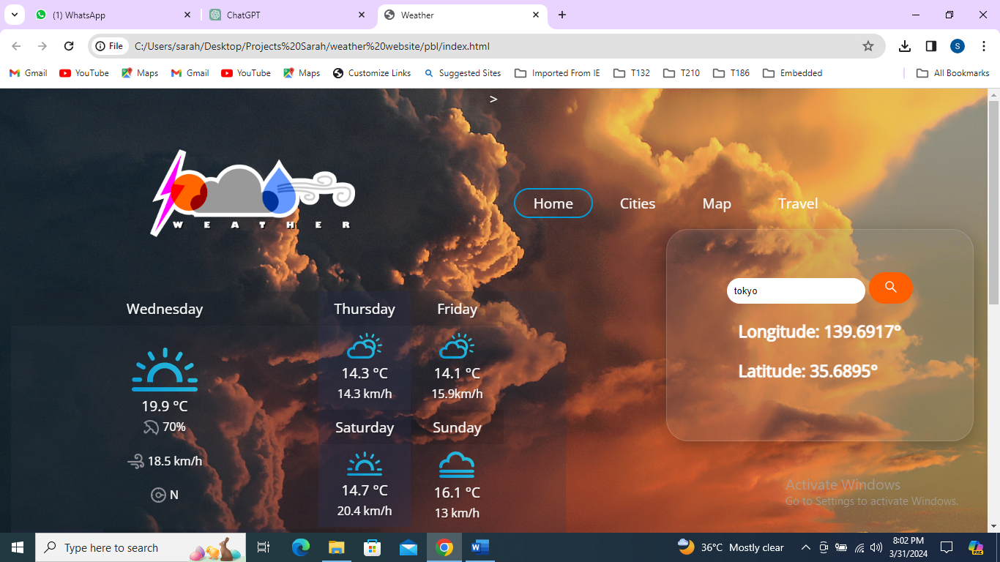 (1) WhatsApp
ChatGPT
Weather
File
C:/Users/sarah/Desktop/Projects%20Sarah/weather%20website/pbl/index.html
S
Gmail
YouTube
Maps
Gmail
YouTube
Maps
Customize Links
Suggested Sites
Imported From IE
T132
T210
T186
Embedded
All Bookmarks
>
WEATHER
Home
Cities
Map
Travel
tokyo
Longitude: 139.6917°
Latitude: 35.6895°
Wednesday
19.9 °C
70%
18.5 km/h
N
Thursday
14.3 °C
14.3 km/h
Friday
14.1 °C
15.9km/h
Saturday
14.7 °C
20.4 km/h
Sunday
16.1 °C
13 km/h
Activate Windows
Go to Settings to activate Windows.
Type here to search
W
36°C Mostly clear
8:02 PM
3/31/2024
PRE